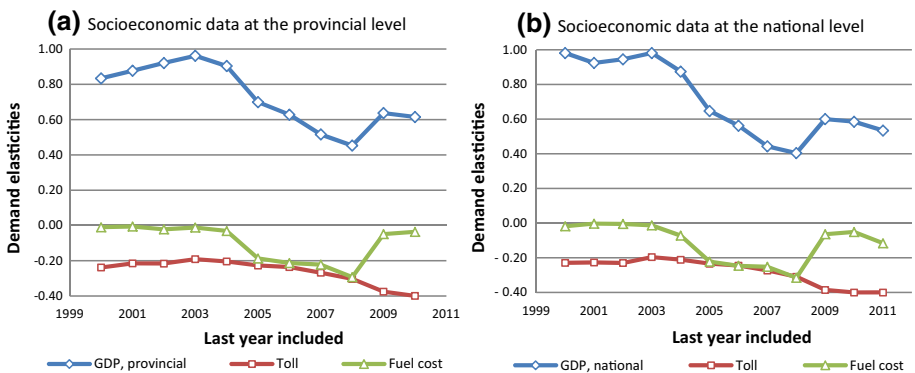 (a) Socioeconomic data at the provincial level
Demand elasticities
1.00
0.80
0.60
0.40
0.20
0.00
-0.20
-0.40
1999 2001 2003 2005 2007 2009 2011
Last year included
GDP, provincial Toll Fuel cost
(b) Socioeconomic data at the national level
Demand elasticities
1.00
0.80
0.60
0.40
0.20
0.00
- 0.20
- 0.40
1999 2001 2003 2005 2007 2009 2011
Last year included
GDP, national Toll Fuel cost